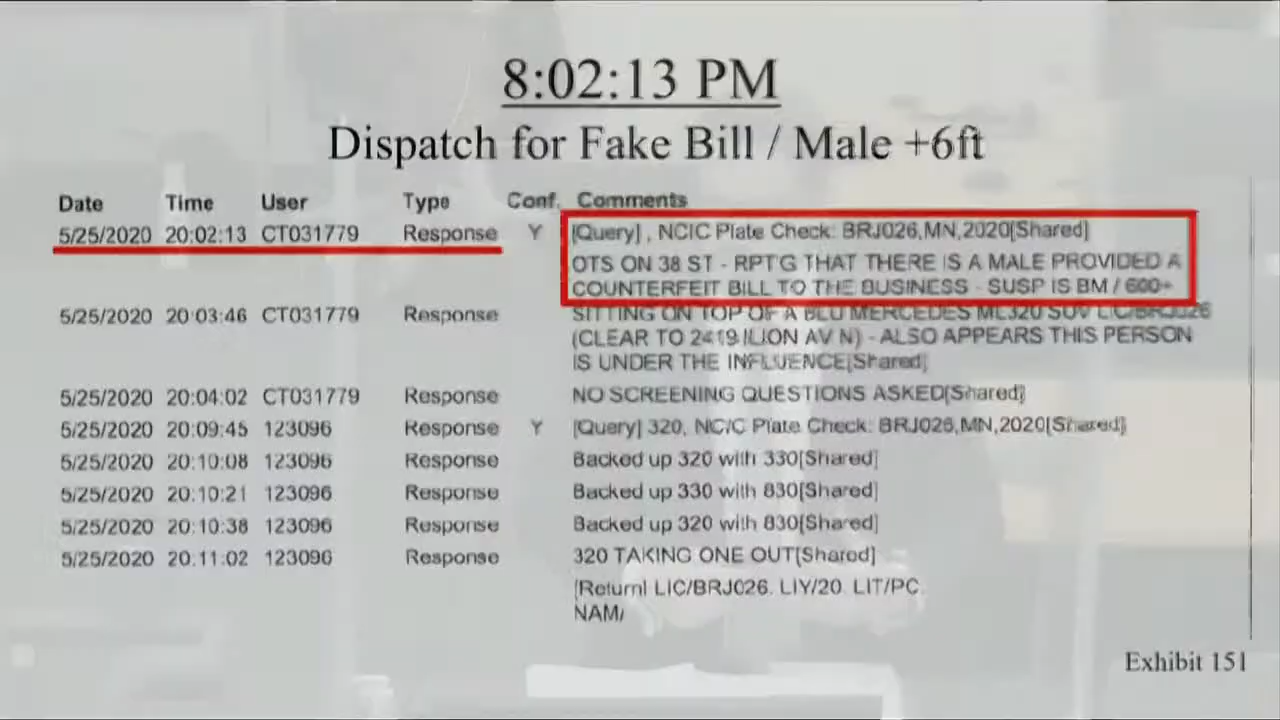 8:02:13 PM
Dispatch for Fake Bill / Male +6ft
Date Time User Type Conf. Comments
5/25/2020 20:02:13 CT031779 Response Y [Query] , NCIC Plate Check: BRJ026,MN,2020[Shared]
OTS ON 38 ST - RPTG THAT THERE IS A MALE PROVIDED A
COUNTERFEIT BILL TO THE BUSINESS - SUSP IS BM / 600+
5/25/2020 20:03:46 CT031779 Response SITTING ON TOP OF A BLU MERCEDES ML320 SUV LIC/BRJ026
(CLEAR TO 2419 ILION AV N) - ALSO APPEARS THIS PERSON
IS UNDER THE INFLUENCE[Shared]
5/25/2020 20:04:02 CT031779 Response NO SCREENING QUESTIONS ASKED[Shared]
5/25/2020 20:09:45 123096 Response Y [Query] 320, NC/C Plate Check: BRJ026,MN,2020[Shared]
5/25/2020 20:10:08 123096 Response Backed up 320 with 330[Shared]
5/25/2020 20:10:21 123096 Response Backed up 330 with 830[Shared]
5/25/2020 20:10:38 123096 Response Backed up 320 with 830[Shared]
5/25/2020 20:11:02 123096 Response 320 TAKING ONE OUT[Shared]
[Return] LIC/BRJ026. LIY/20. LIT/PC.
NAM/
Exhibit 151